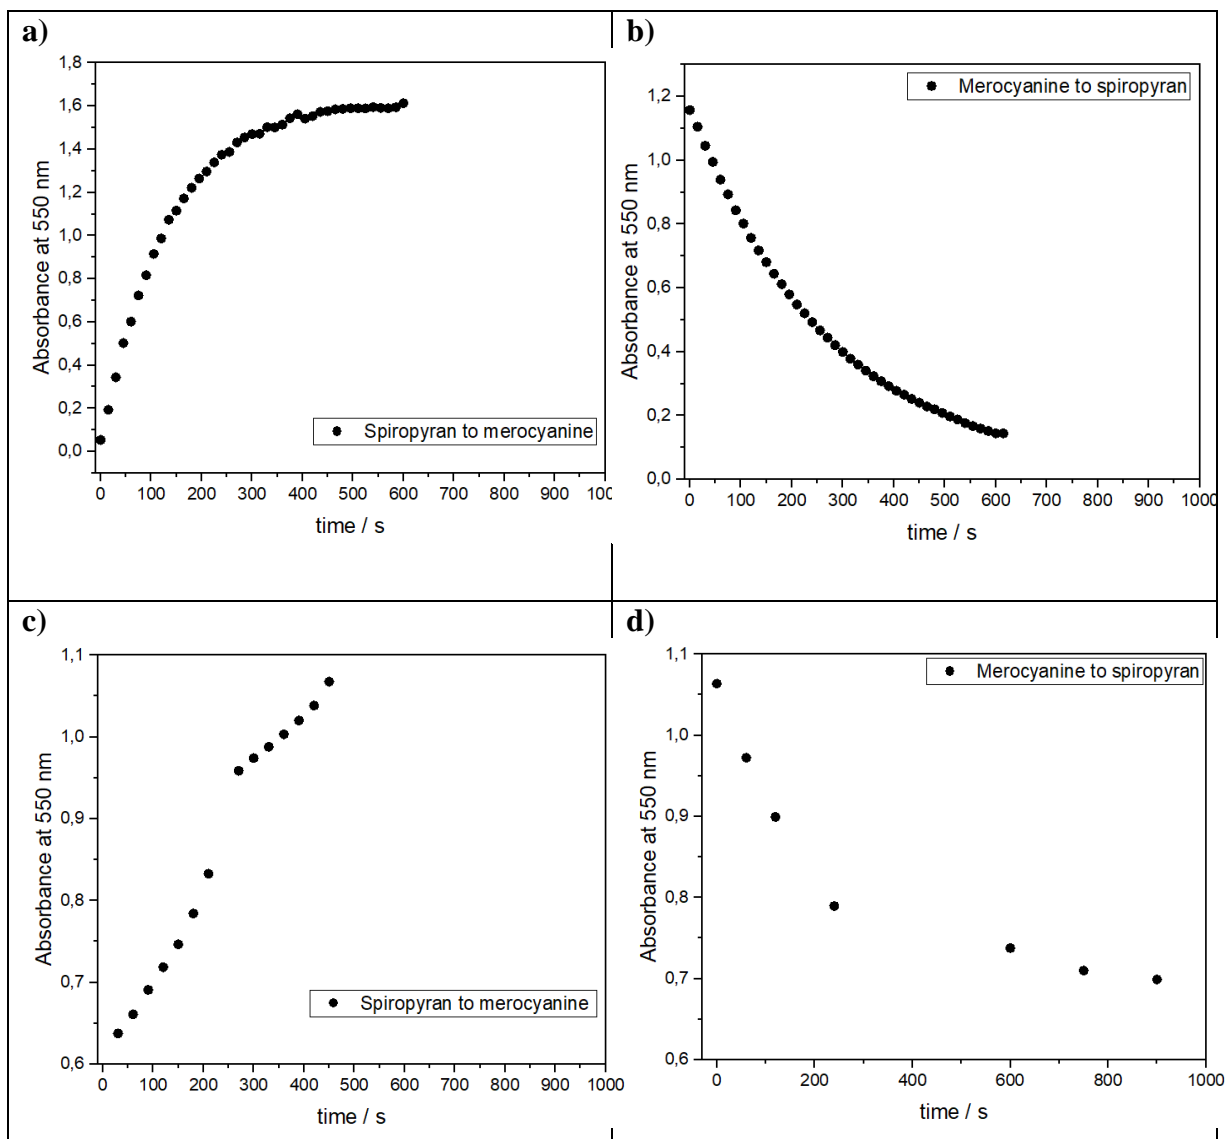 a)
1,8
1,6
1,4
1,2
1,0
0,8
0,6
0,4
0,2
0,0
Absorbance at 550 nm
Spiropyran to merocyanine
0 100 200 300 400 500 600 700 800 900 100
time / s
b)
1,2
1,0
0,8
0,6
0,4
0,2
0,0
Absorbance at 550 nm
Merocyanine to spiropyran
0 100 200 300 400 500 600 700 800 900 1000
time / s
c)
1,1
1,0
0,9
0,8
0,7
0,6
Absorbance at 550 nm
Spiropyran to merocyanine
0 100 200 300 400 500 600 700 800 900 1000
time / s
d)
1,1
1,0
0,9
0,8
0,7
0,6
Absorbance at 550 nm
Merocyanine to spiropyran
0 200 400 600 800 1000
time / s